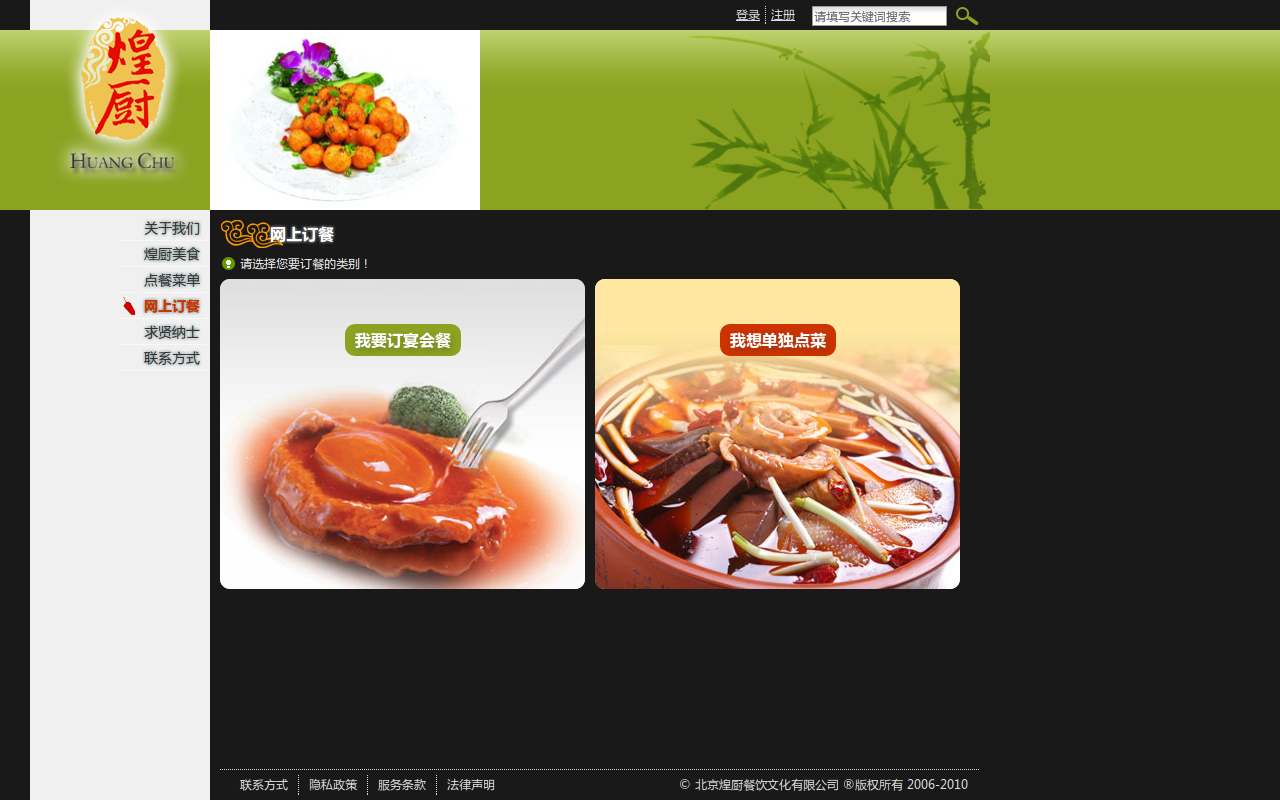 登录 注册 请填写关键词搜索
煌厨
HUANG CHU
关于我们
煌厨美食
点餐菜单
网上订餐
求贤纳士
联系方式
网上订餐
请选择您要订餐的类别！
我要订宴会餐
我想单独点菜
联系方式 隐私政策 服务条款 法律声明
© 北京煌厨餐饮文化有限公司 ®版权所有 2006-2010